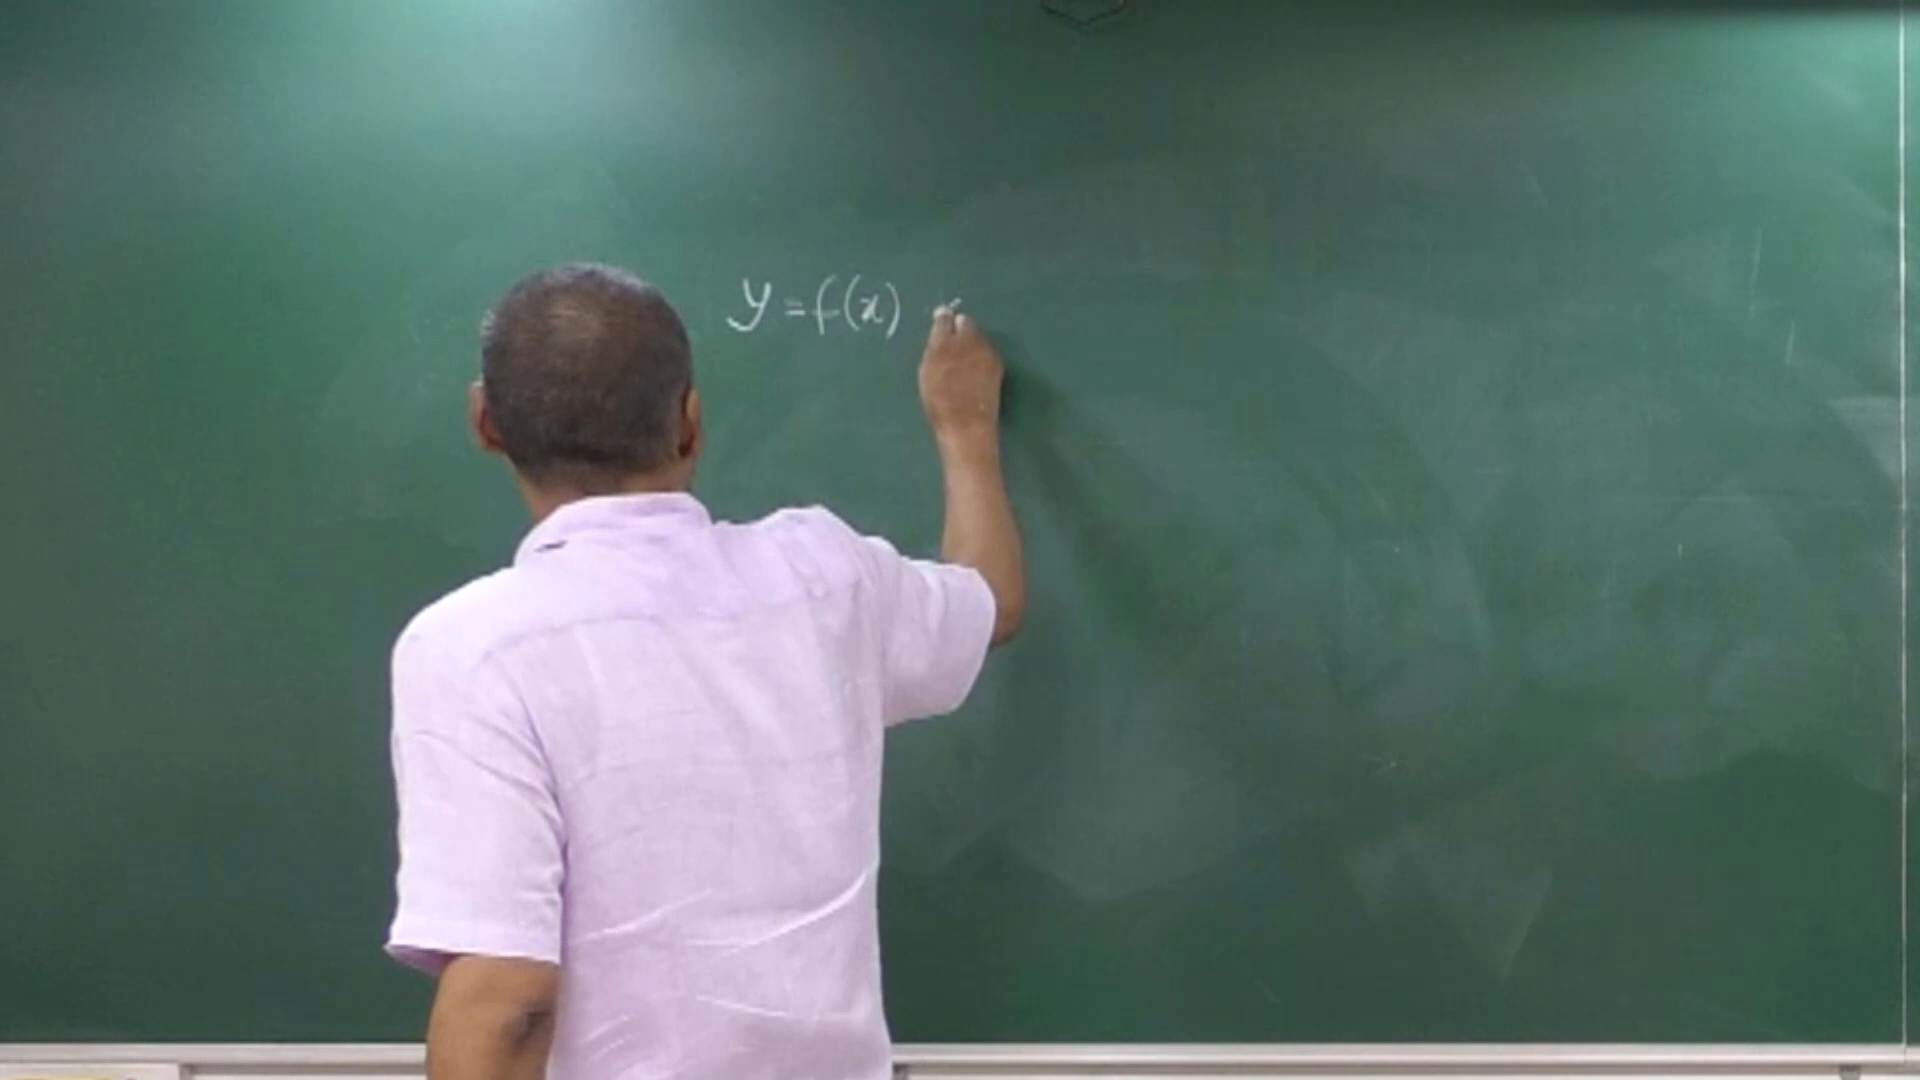 y = f(x)